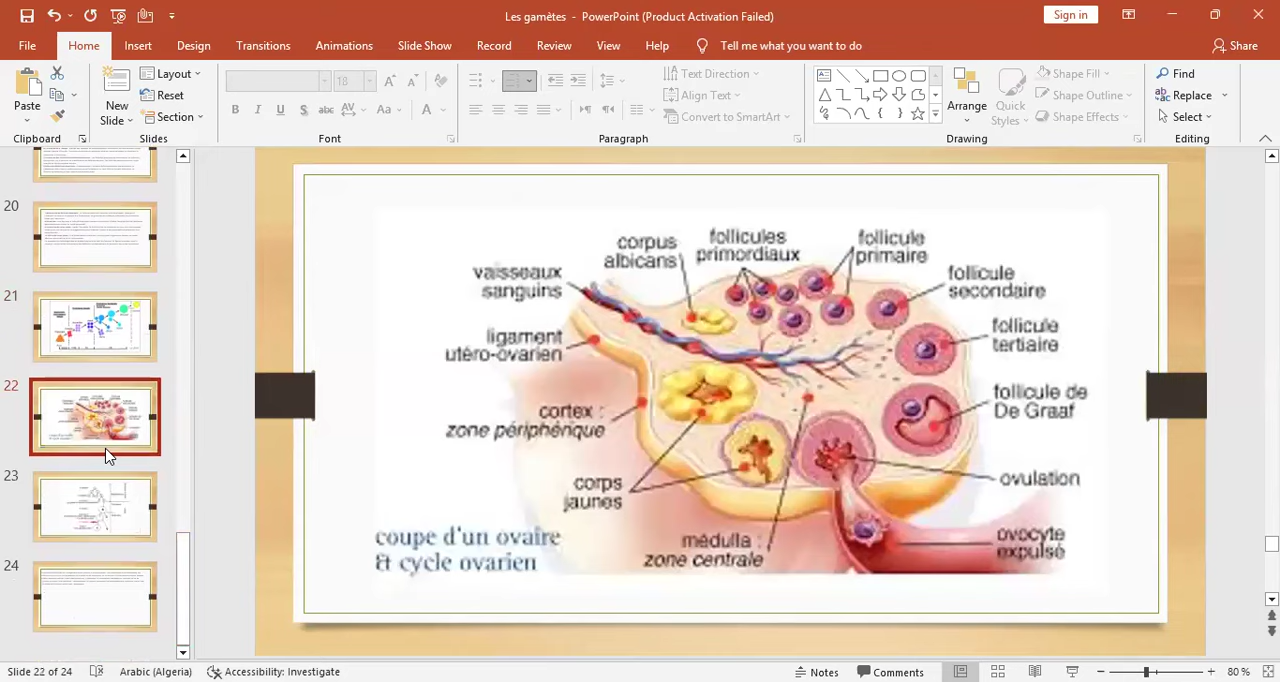 Les gamètes - PowerPoint (Product Activation Failed)
Sign in
File Home Insert Design Transitions Animations Slide Show Record Review View Help Tell me what you want to do Share
Paste
Clipboard
New
Slide
Layout
Reset
Section
Slides
18
Font
Text Direction
Align Text
Convert to SmartArt
Paragraph
Arrange
Quick
Styles
Shape Fill
Shape Outline
Shape Effects
Drawing
Find
Replace
Select
Editing
20
21
22
23
24
corpus
albicans
follicules
primordiaux
follicule
primaire
vaisseaux
sanguins
follicule
secondaire
ligament
utéro-ovarien
follicule
tertiaire
cortex :
zone périphérique
follicule de
De Graaf
corps
jaunes
ovulation
coupe d'un ovaire
& cycle ovarien
médulla :
zone centrale
ovocyte
expulsé
Slide 22 of 24 Arabic (Algeria) Accessibility: Investigate Notes Comments 80 %